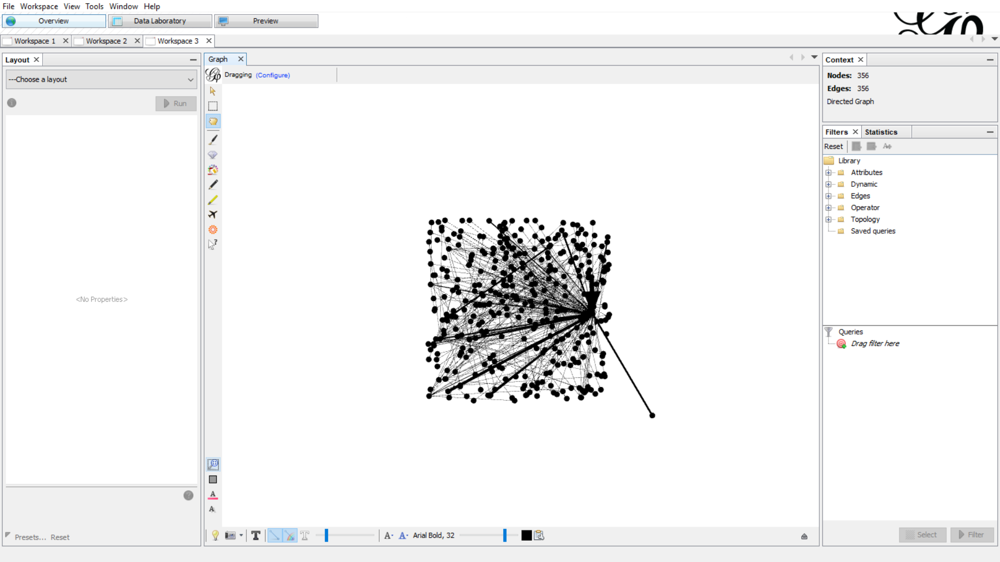 File Workspace View Tools Window Help
Overview Data Laboratory Preview
Workspace 1 Workspace 2 Workspace 3
Layout
---Choose a layout
Run
<No Properties>
Presets... Reset
Graph
Dragging (Configure)
Arial Bold, 32
Context
Nodes: 356
Edges: 356
Directed Graph
Filters Statistics
Reset
Library
Attributes
Dynamic
Edges
Operator
Topology
Saved queries
Queries
Drag filter here
Select Filter